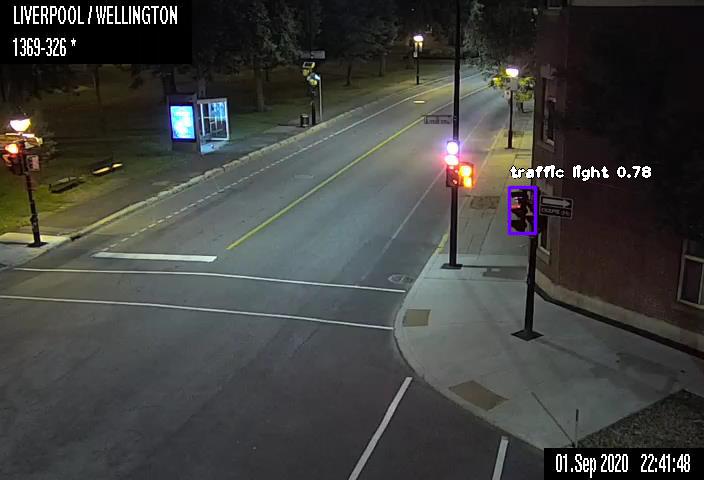 LIVERPOOL / WELLINGTON
1369-326 *
traffic light 0.78
01.Sep 2020 22:41:48